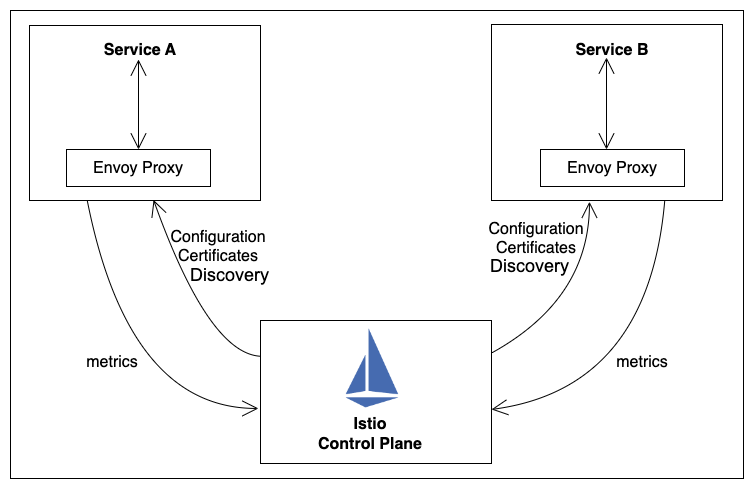 Service A
Service B
Envoy Proxy
Envoy Proxy
Configuration
Certificates
Discovery
Configuration
Certificates
Discovery
metrics
metrics
Istio
Control Plane